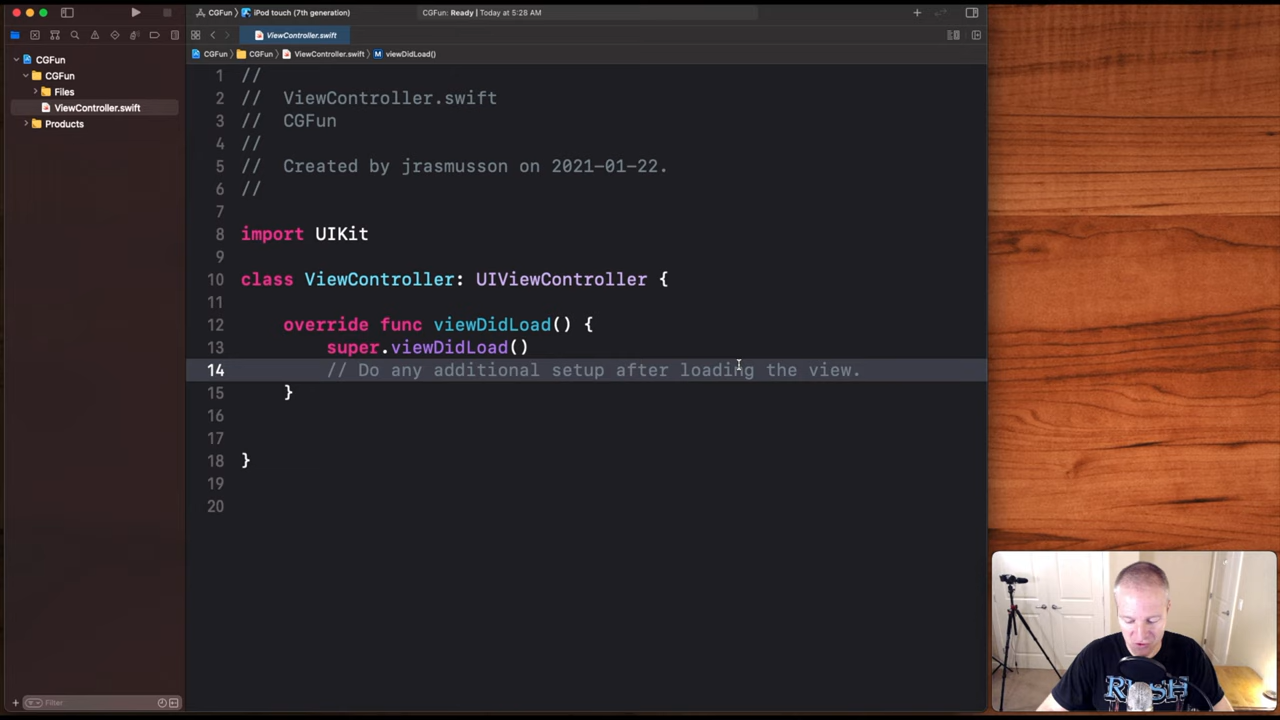 CGFun
iPod touch (7th generation)
CGFun: Ready | Today at 5:28 AM
ViewController.swift
CGFun
CGFun
ViewController.swift
M
viewDidLoad()
CGFun
CGFun
Files
ViewController.swift
Products
1 //
2 // ViewController.swift
3 // CGFun
4 //
5 // Created by jrasmusson on 2021-01-22.
6 //
7
8 import UIKit
9
10 class ViewController: UIViewController {
11
12 override func viewDidLoad() {
13 super.viewDidLoad()
14 // Do any additional setup after loading the view.
15 }
16
17
18 }
19
20
Filter
RUSH